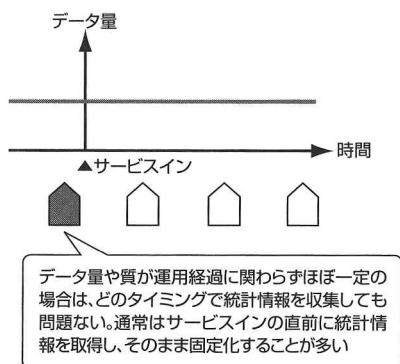 データ量
時間
▲サービスイン
データ量や質が運用経過に関わらずほぼ一定の
場合は、どのタイミングで統計情報を収集しても
問題ない。通常はサービスインの直前に統計情
報を取得し、そのまま固定化することが多い